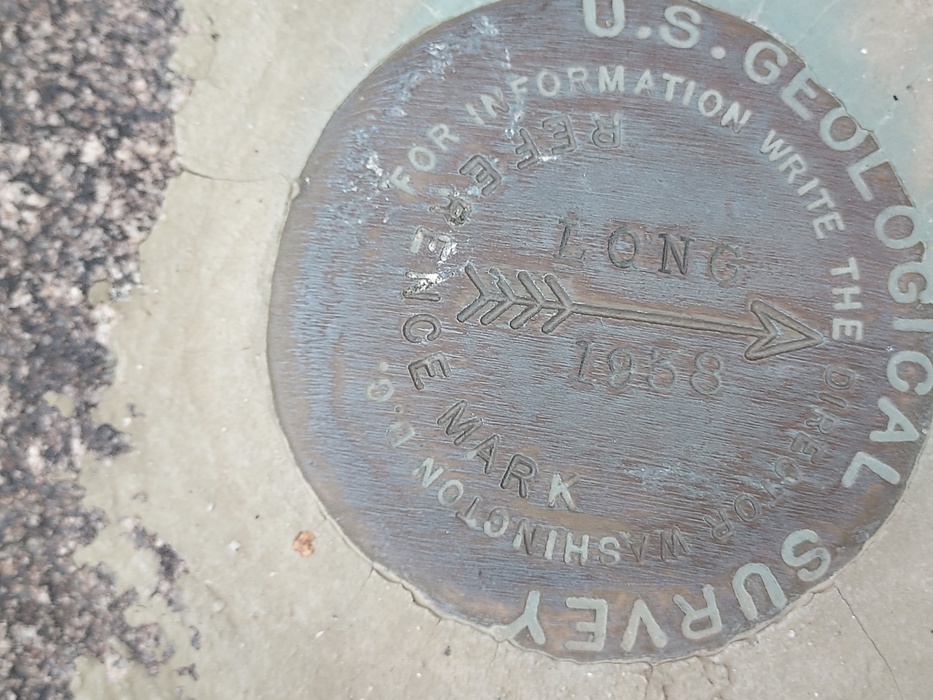 U.S. GEOLOGICAL SURVEY
FOR INFORMATION WRITE THE DIRECTOR WASHINGTON D.C.
REFERENCE MARK
LONG
1938